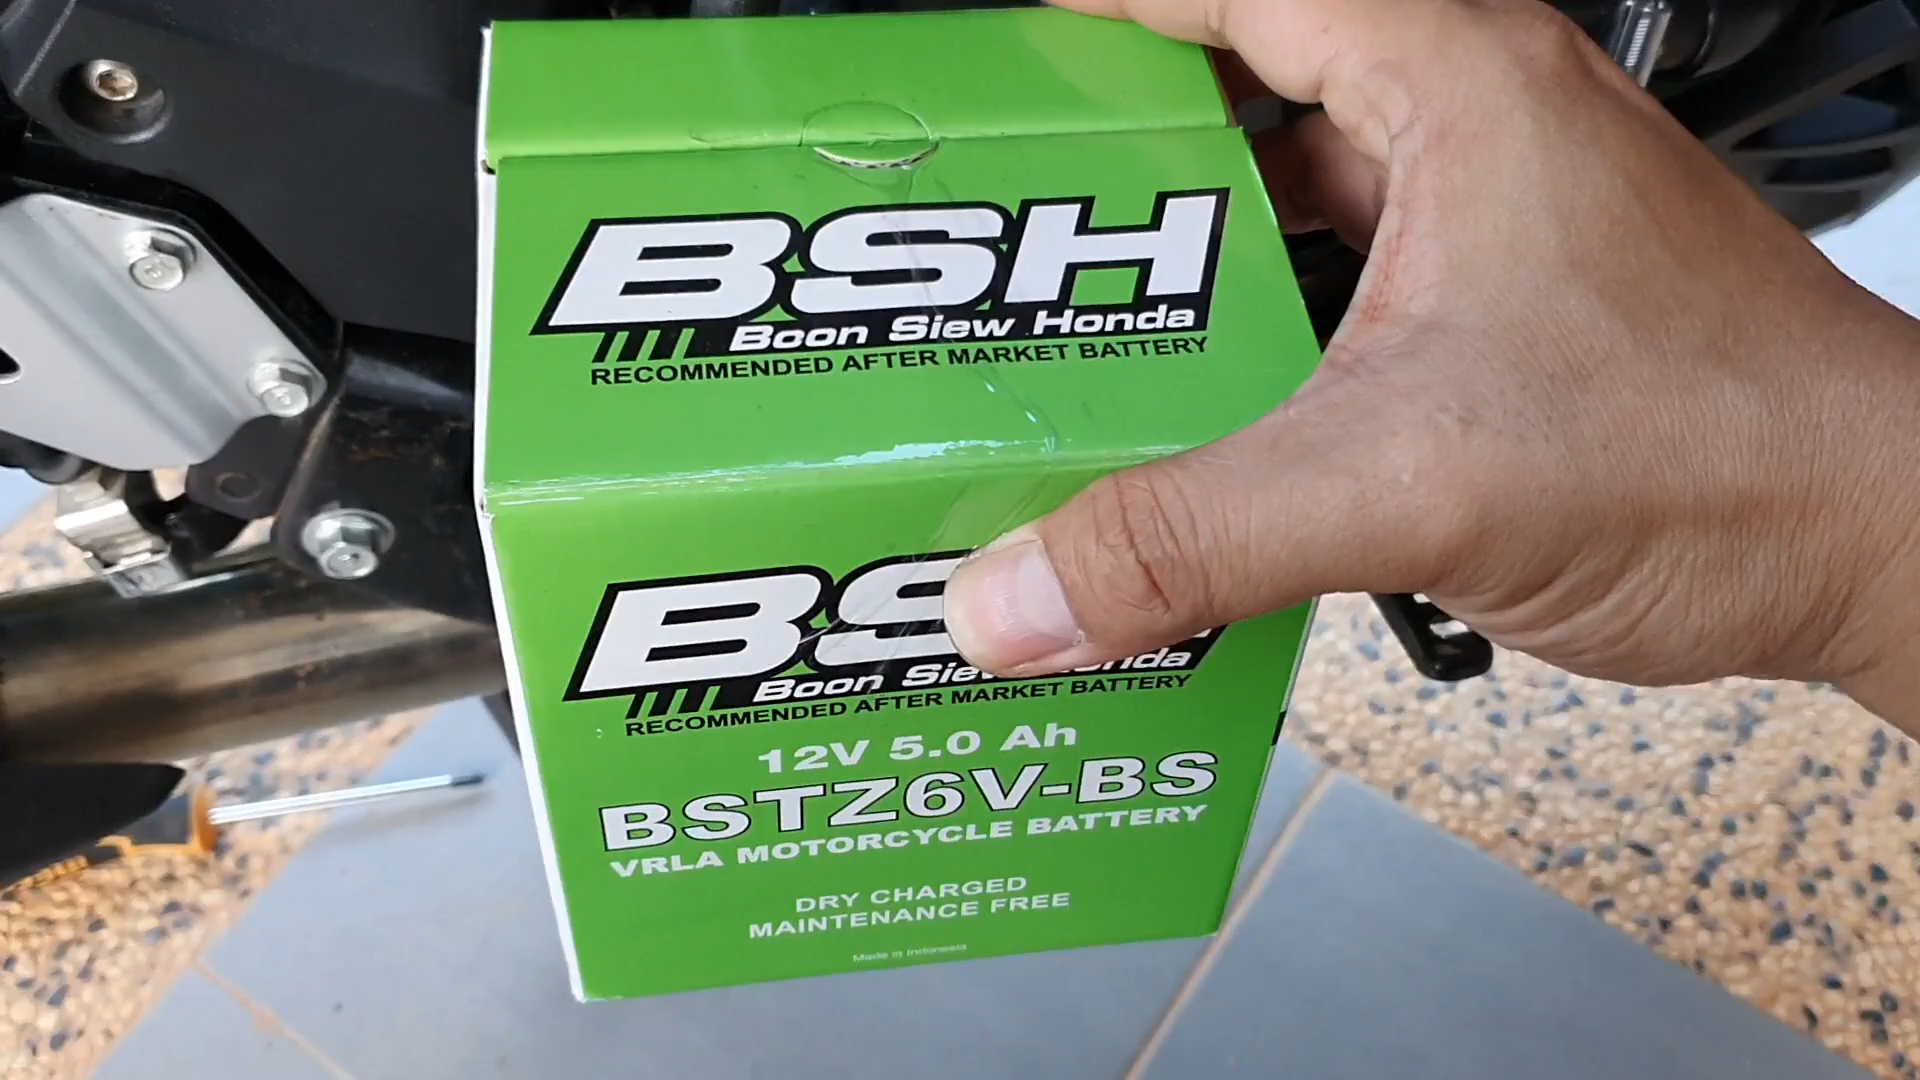 BSH
Boon Siew Honda
RECOMMENDED AFTER MARKET BATTERY
BS
Boon Siew Honda
RECOMMENDED AFTER MARKET BATTERY
12V 5.0 Ah
BSTZ6V-BS
VRLA MOTORCYCLE BATTERY
DRY CHARGED
MAINTENANCE FREE
Made in Indonesia